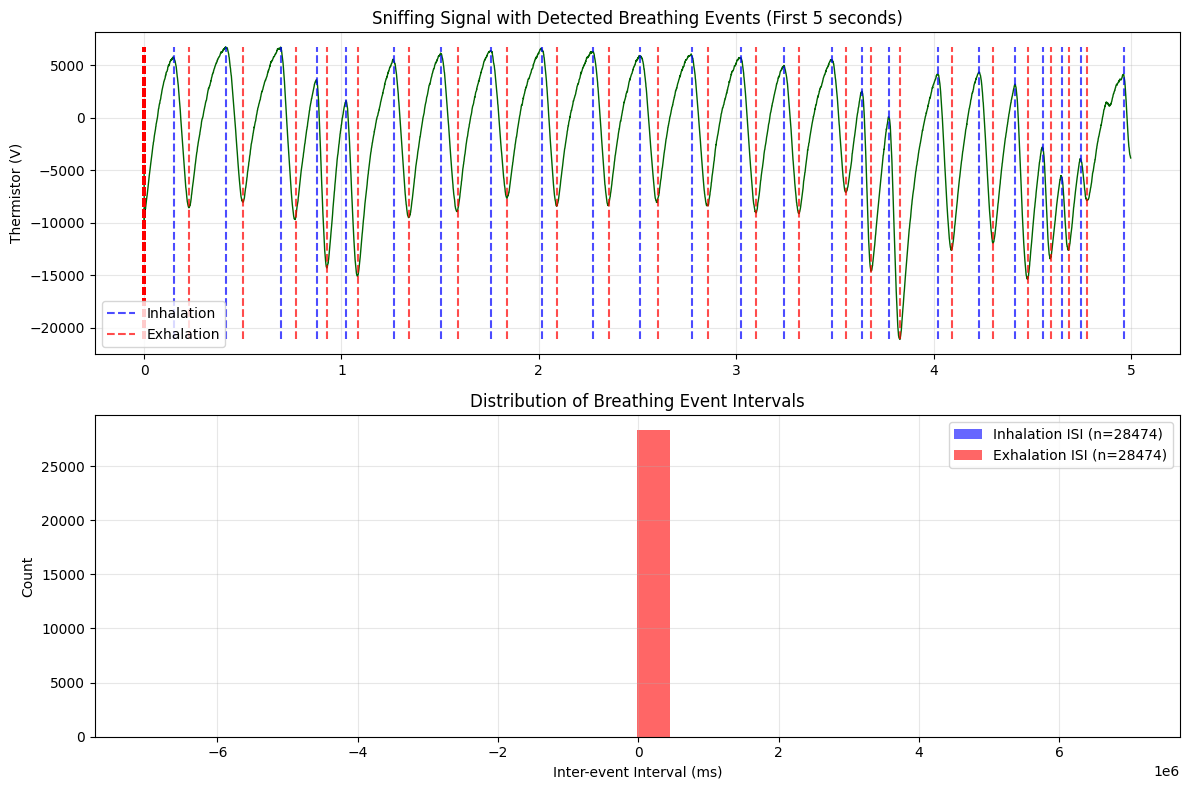 Sniffing Signal with Detected Breathing Events (First 5 seconds)
Thermistor (V)
5000
0
−5000
−10000
−15000
−20000
Inhalation
Exhalation
0 1 2 3 4 5
Distribution of Breathing Event Intervals
Count
25000
20000
15000
10000
5000
0
Inhalation ISI (n=28474)
Exhalation ISI (n=28474)
−6 −4 −2 0 2 4 6
1e6
Inter-event Interval (ms)